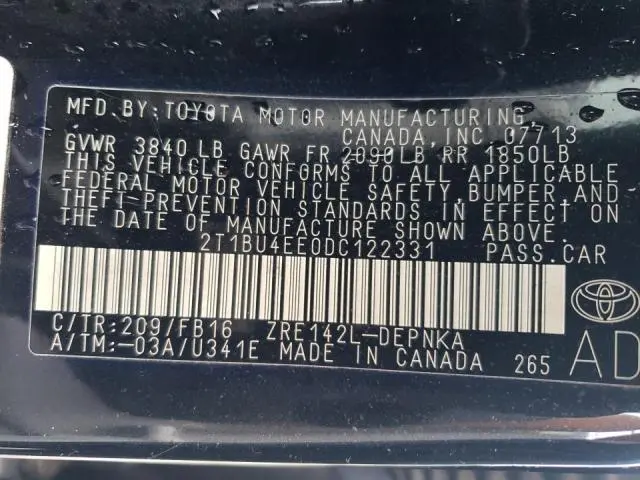 MFD. BY: TOYOTA MOTOR MANUFACTURING
CANADA, INC. 07/13
GVWR 3840 LB GAWR FR 2090LB RR 1850LB
THIS VEHICLE CONFORMS TO ALL APPLICABLE
FEDERAL MOTOR VEHICLE SAFETY, BUMPER, AND
THEFT PREVENTION STANDARDS IN EFFECT ON
THE DATE OF MANUFACTURE SHOWN ABOVE.
2T1BU4EE0DC122331 PASS. CAR
C/TR: 209/FB16 ZRE142L-DEPNKA
A/TM: -03A/U341E MADE IN CANADA 265
AD